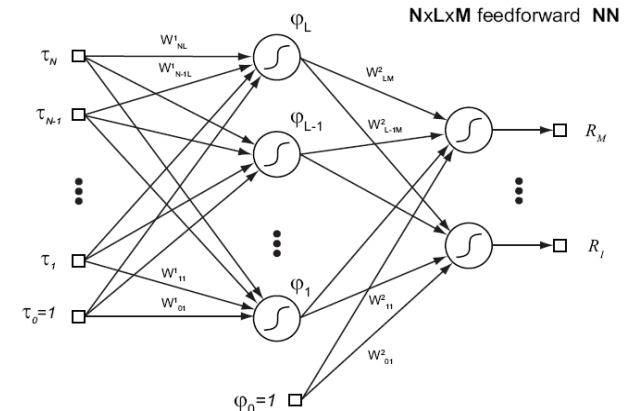 NxLxM feedforward NN
φL
τN
W¹NL
W¹N-1L
W²LM
τN-1
φL-1
W²L-1M
RM
τ1
W¹11
φ1
RI
τ0=1
W¹01
W²11
W²01
φ0=1